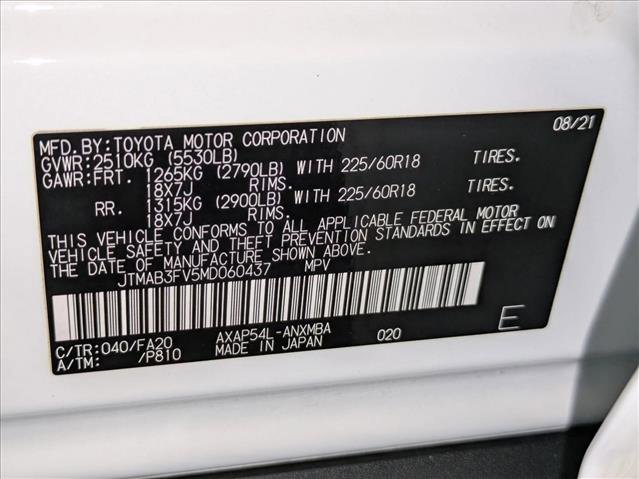 MFD.BY:TOYOTA MOTOR CORPORATION 08/21
GVWR:2510KG (5530LB)
GAWR:FRT. 1265KG (2790LB) WITH 225/60R18 TIRES.
18X7J RIMS.
RR. 1315KG (2900LB) WITH 225/60R18 TIRES.
18X7J RIMS.
THIS VEHICLE CONFORMS TO ALL APPLICABLE FEDERAL MOTOR
VEHICLE SAFETY AND THEFT PREVENTION STANDARDS IN EFFECT ON
THE DATE OF MANUFACTURE SHOWN ABOVE.
JTMAB3FV5MD060437 MPV
C/TR:040/FA20 AXAP54L-ANXMBA 020 E
A/TM: /P810 MADE IN JAPAN